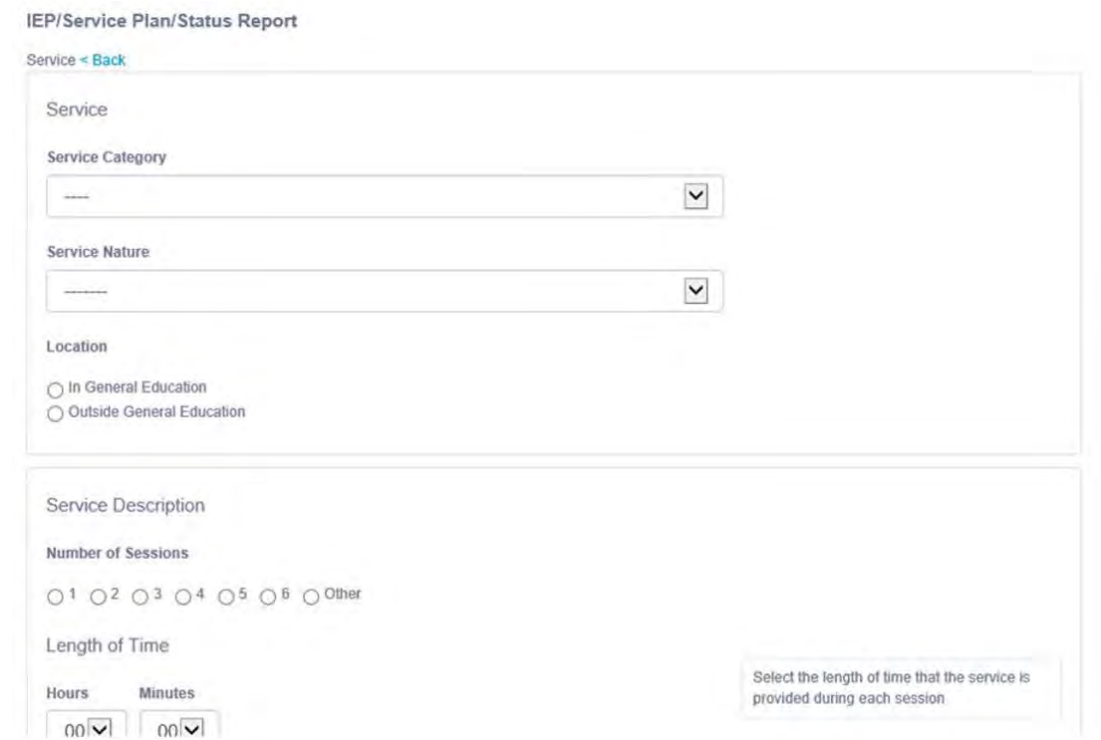 IEP/Service Plan/Status Report
Service < Back
Service
Service Category
----
Service Nature
-------
Location
In General Education
Outside General Education
Service Description
Number of Sessions
1 2 3 4 5 6 Other
Length of Time
Select the length of time that the service is
provided during each session
Hours Minutes
00 00